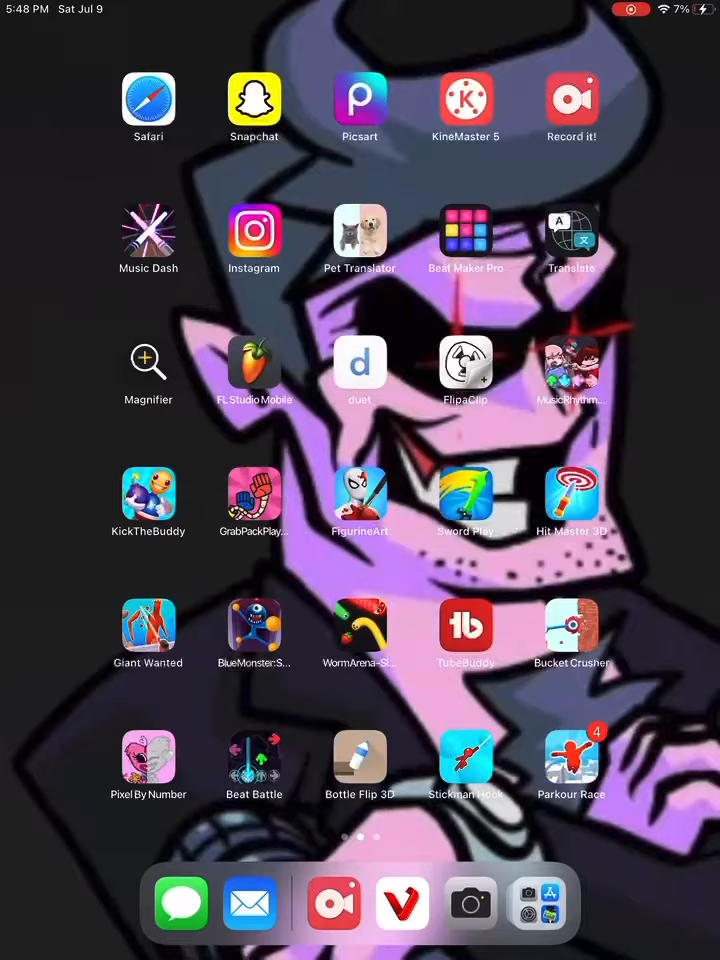 5:48 PM Sat Jul 9 7%
Safari Snapchat Picsart KineMaster 5 Record it!
Music Dash Instagram Pet Translator Beat Maker Pro Translate
Magnifier FL Studio Mobile duet FlipaClip MusicRhythm...
KickTheBuddy GrabPackPlay... FigurineArt Sword Play Hit Master 3D
Giant Wanted BlueMonster:S... WormArena-Sl... TubeBuddy Bucket Crusher
4
Pixel By Number Beat Battle Bottle Flip 3D Stickman Hook Parkour Race